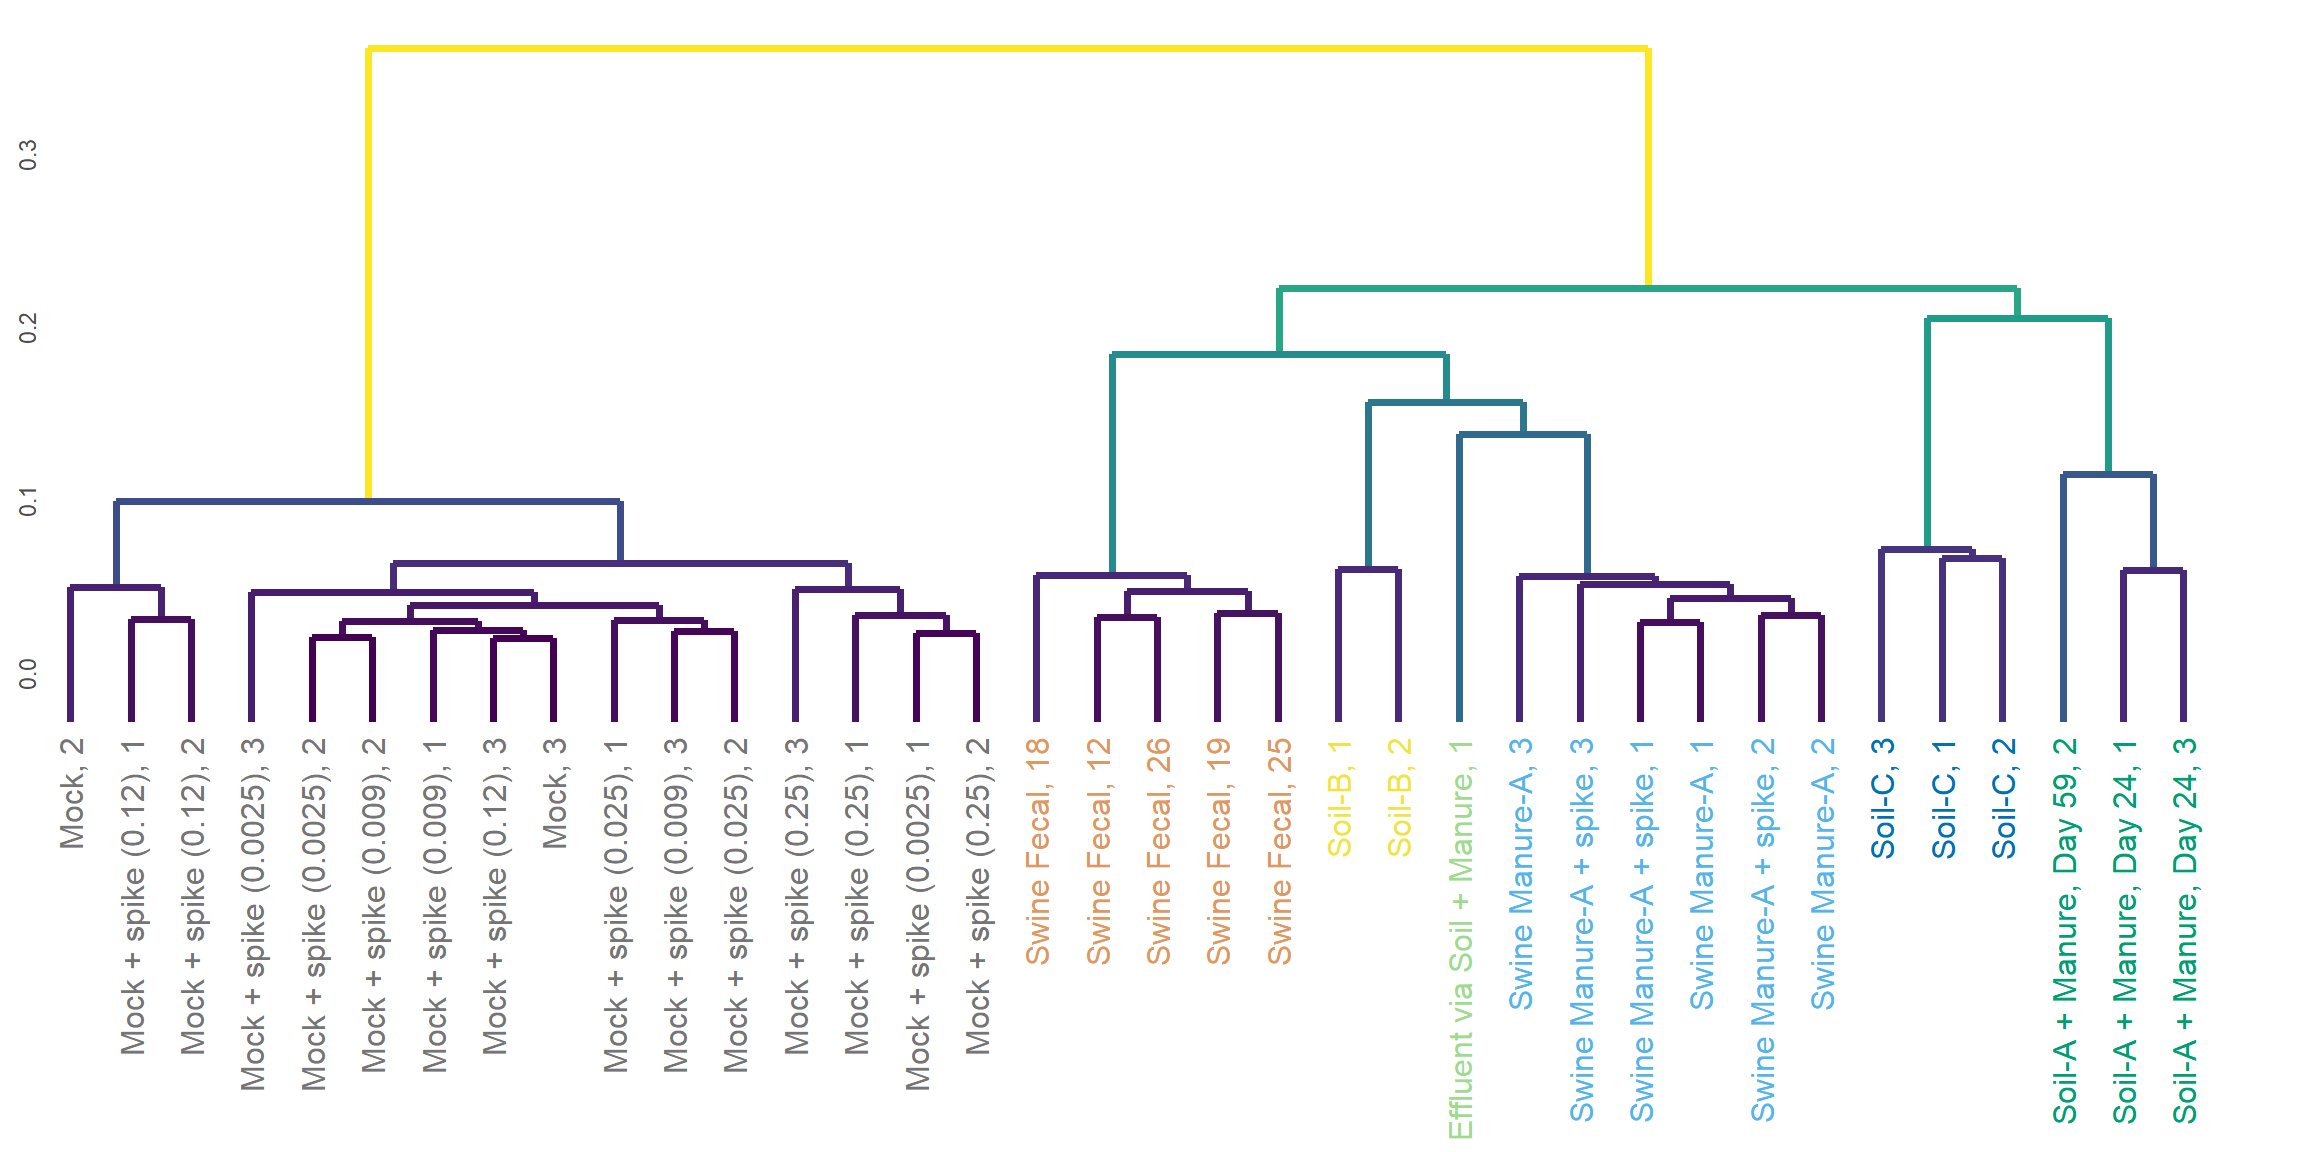 0.3
0.2
0.1
0.0
Mock, 2
Mock + spike (0.12), 1
Mock + spike (0.12), 2
Mock + spike (0.0025), 3
Mock + spike (0.0025), 2
Mock + spike (0.009), 2
Mock + spike (0.009), 1
Mock + spike (0.12), 3
Mock, 3
Mock + spike (0.025), 1
Mock + spike (0.009), 3
Mock + spike (0.025), 2
Mock + spike (0.25), 3
Mock + spike (0.25), 1
Mock + spike (0.0025), 1
Mock + spike (0.25), 2
Swine Fecal, 18
Swine Fecal, 12
Swine Fecal, 26
Swine Fecal, 19
Swine Fecal, 25
Soil-B, 1
Soil-B, 2
Effluent via Soil + Manure, 1
Swine Manure-A, 3
Swine Manure-A + spike, 3
Swine Manure-A + spike, 1
Swine Manure-A, 1
Swine Manure-A + spike, 2
Swine Manure-A, 2
Soil-C, 3
Soil-C, 1
Soil-C, 2
Soil-A + Manure, Day 59, 2
Soil-A + Manure, Day 24, 1
Soil-A + Manure, Day 24, 3